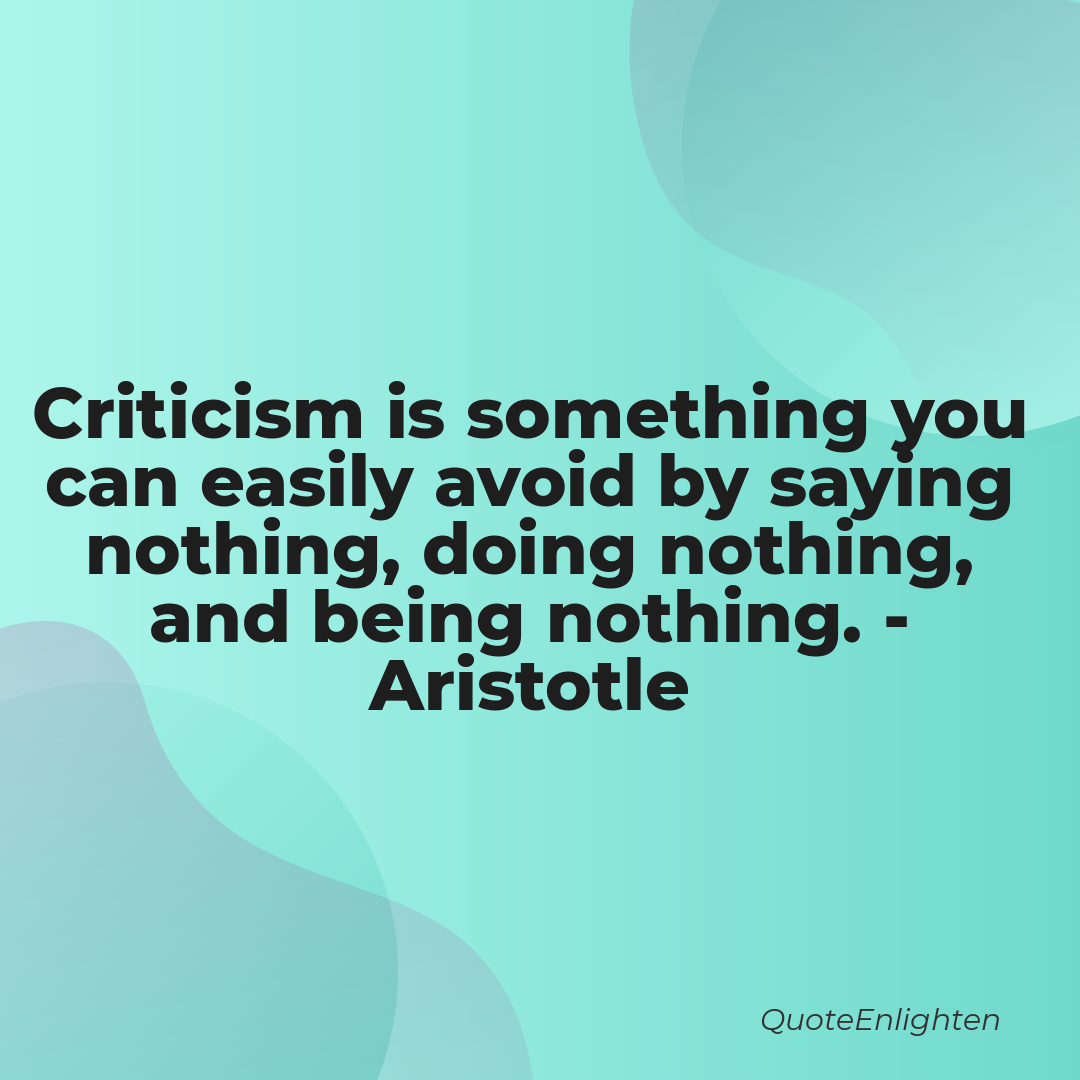 Criticism is something you
can easily avoid by saying
nothing, doing nothing,
and being nothing. -
Aristotle
QuoteEnlighten